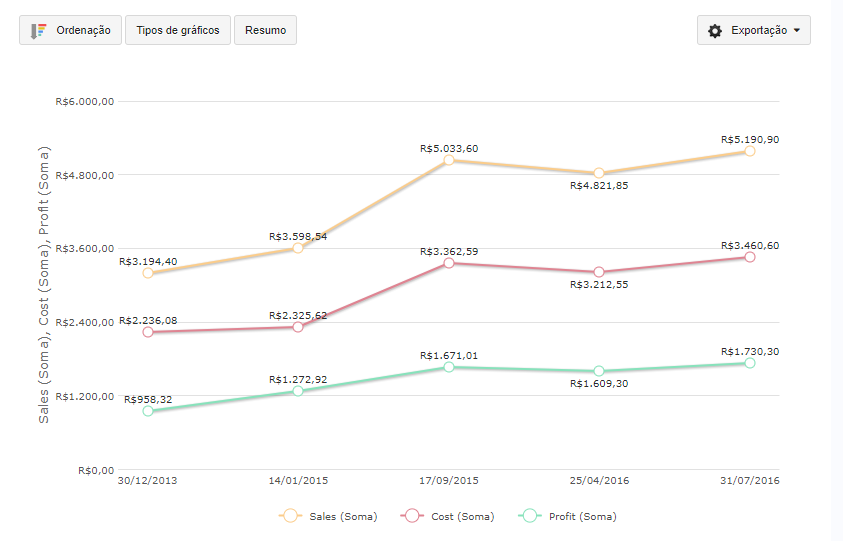 Ordenação
Tipos de gráficos
Resumo
Exportação
Sales (Soma), Cost (Soma), Profit (Soma)
R$6.000,00
R$4.800,00
R$3.600,00
R$2.400,00
R$1.200,00
R$0,00
R$3.194,40
R$3.598,54
R$5.033,60
R$4.821,85
R$5.190,90
R$2.236,08
R$2.325,62
R$3.362,59
R$3.212,55
R$3.460,60
R$958,32
R$1.272,92
R$1.671,01
R$1.609,30
R$1.730,30
30/12/2013
14/01/2015
17/09/2015
25/04/2016
31/07/2016
Sales (Soma)
Cost (Soma)
Profit (Soma)